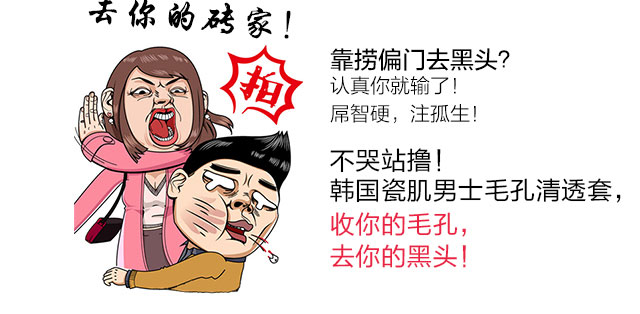 去你的砖家！
拍
靠捞偏门去黑头？
认真你就输了！
屌智硬，注孤生！
不哭站撸！
韩国瓷肌男士毛孔清透套，
收你的毛孔，
去你的黑头！